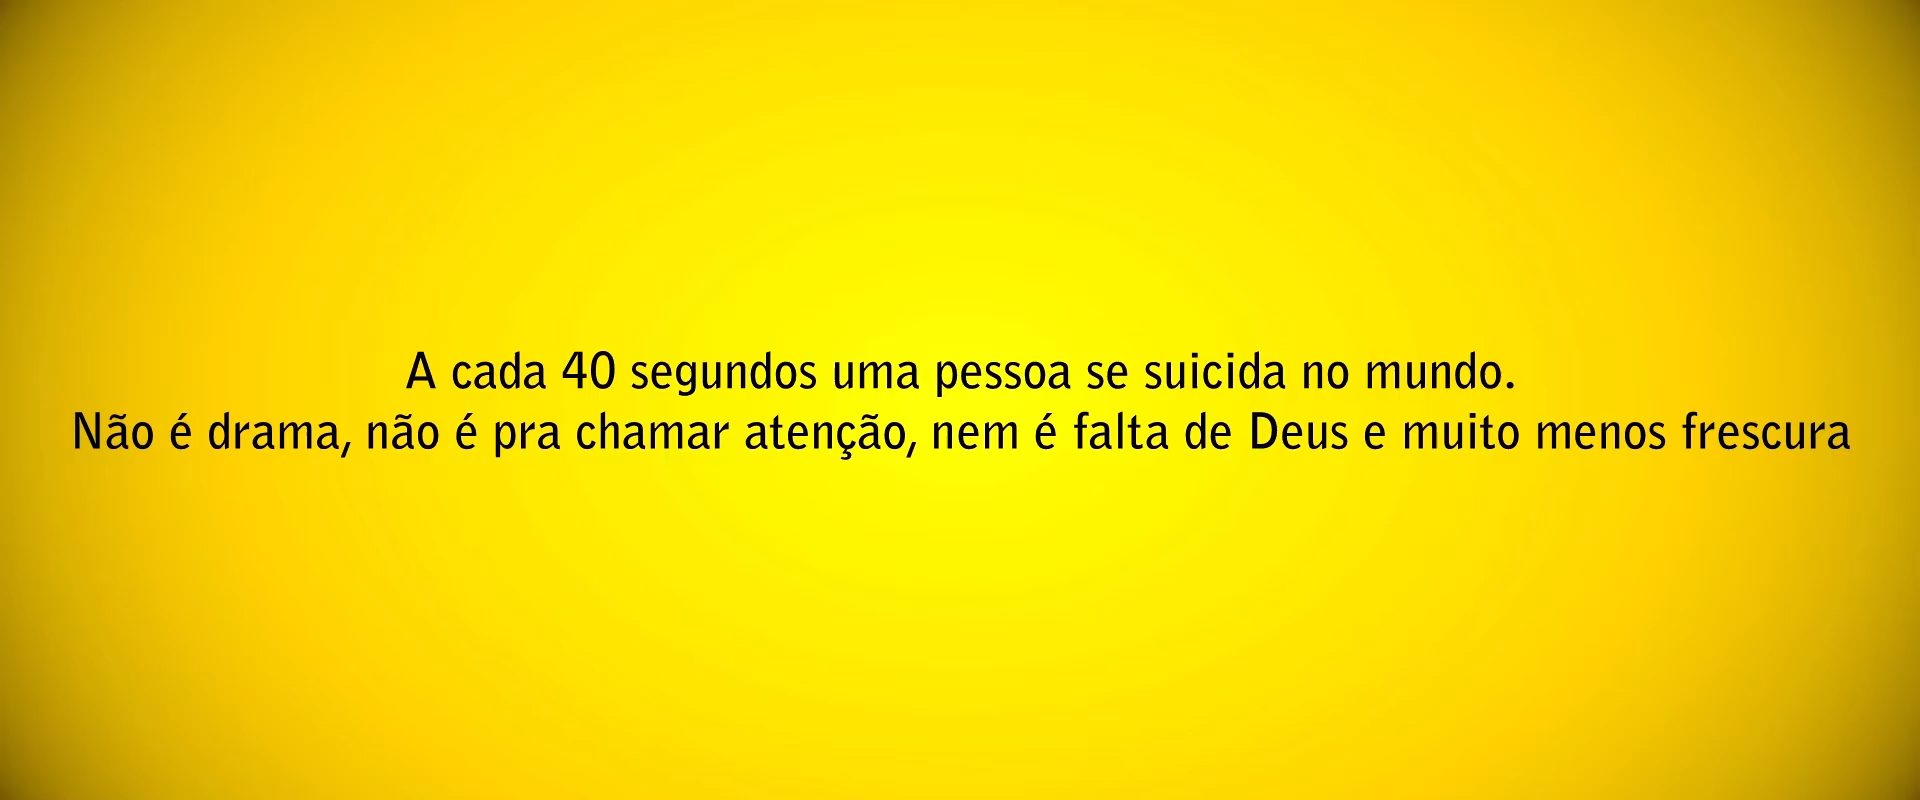 A cada 40 segundos uma pessoa se suicida no mundo.
Não é drama, não é pra chamar atenção, nem é falta de Deus e muito menos frescura